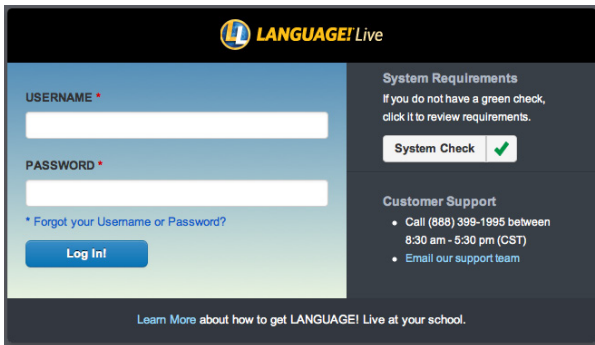 LL LANGUAGE! Live
USERNAME *
PASSWORD *
* Forgot your Username or Password?
Log In!
System Requirements
If you do not have a green check,
click it to review requirements.
System Check
Customer Support
• Call (888) 399-1995 between
8:30 am - 5:30 pm (CST)
• Email our support team
Learn More about how to get LANGUAGE! Live at your school.